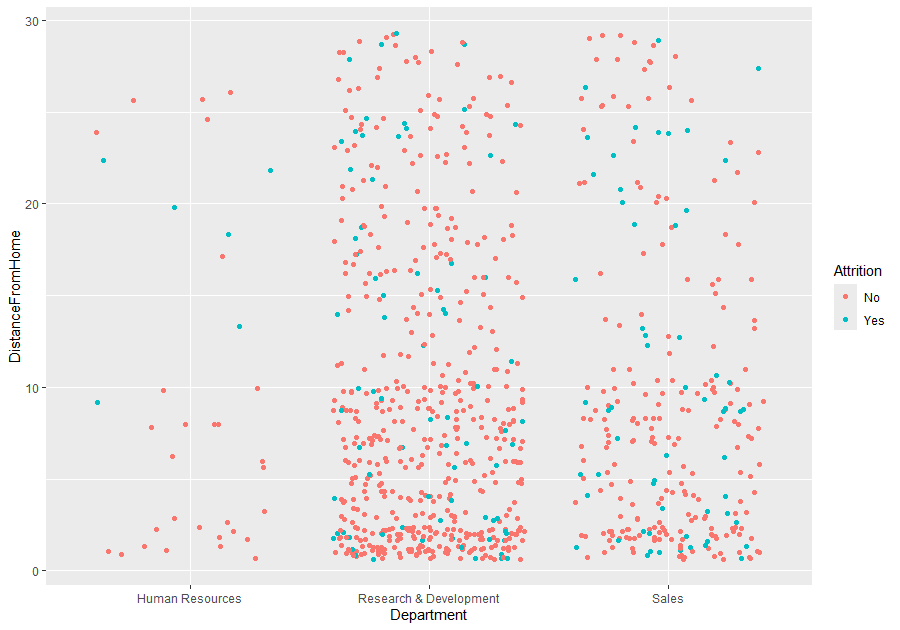 30
20
10
0
DistanceFromHome
Human Resources
Research & Development
Sales
Department
Attrition
No
Yes